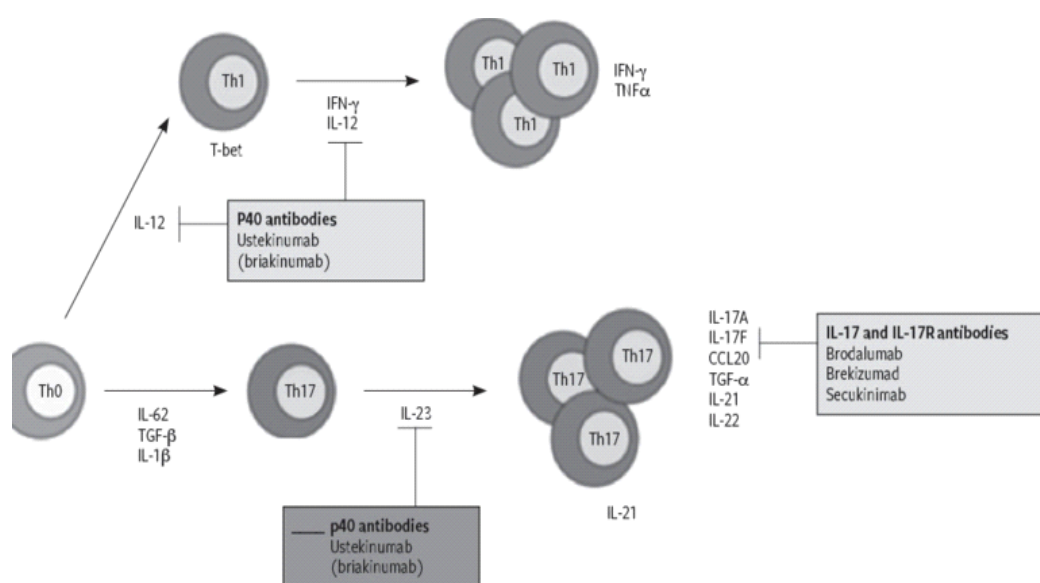 Th1
T-bet
IFN-γ
IL-12
Th1
Th1
Th1
IFN-γ
TNFα
IL-12
P40 antibodies
Ustekinumab
(briakinumab)
Th0
IL-62
TGF-β
IL-1β
Th17
IL-23
Th17
Th17
Th17
IL-21
IL-17A
IL-17F
CCL20
TGF-α
IL-21
IL-22
IL-17 and IL-17R antibodies
Brodalumab
Brekizumad
Secukinimab
p40 antibodies
Ustekinumab
(briakinumab)